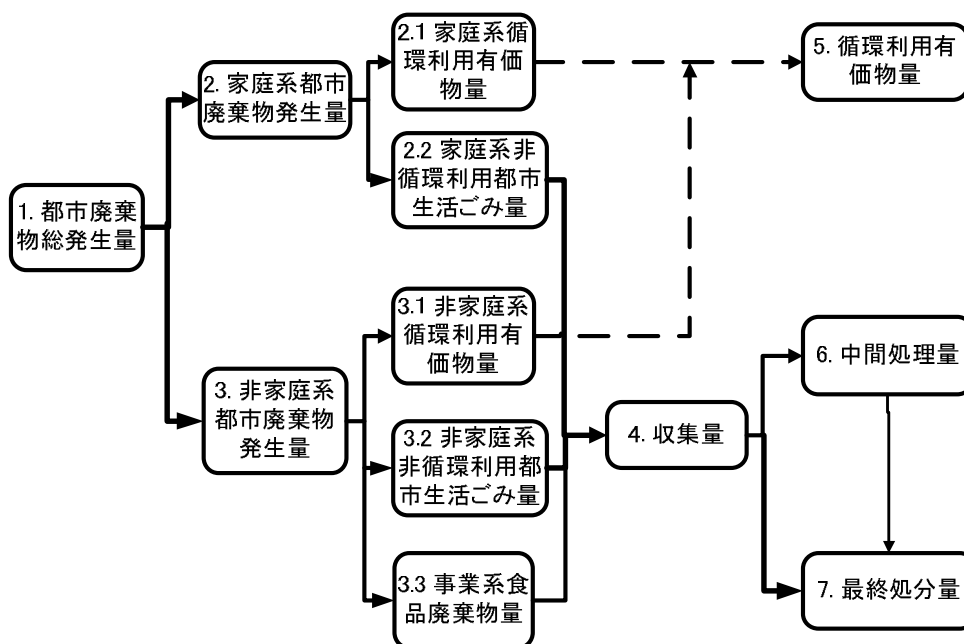 1. 都市廃棄
物総発生量
2. 家庭系都市
廃棄物発生量
2.1 家庭系循
環利用有価
物量
2.2 家庭系非
循環利用都市
生活ごみ量
3. 非家庭系
都市廃棄物
発生量
3.1 非家庭系
循環利用有
価物量
3.2 非家庭系
非循環利用都
市生活ごみ量
3.3 事業系食
品廃棄物量
4. 収集量
5. 循環利用有
価物量
6. 中間処理量
7. 最終処分量